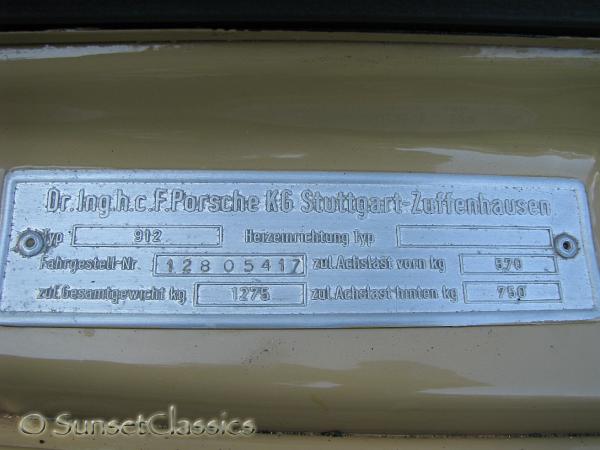 Dr. Ing. h. c. F. Porsche KG Stuttgart-Zuffenhausen
Typ 912 Heizeinrichtung Typ
Fahrgestell-Nr 12805417 zul. Achslast vorn kg 570
zul. Gesamtgewicht kg 1275 zul. Achslast hinten kg 750
© SunsetClassics